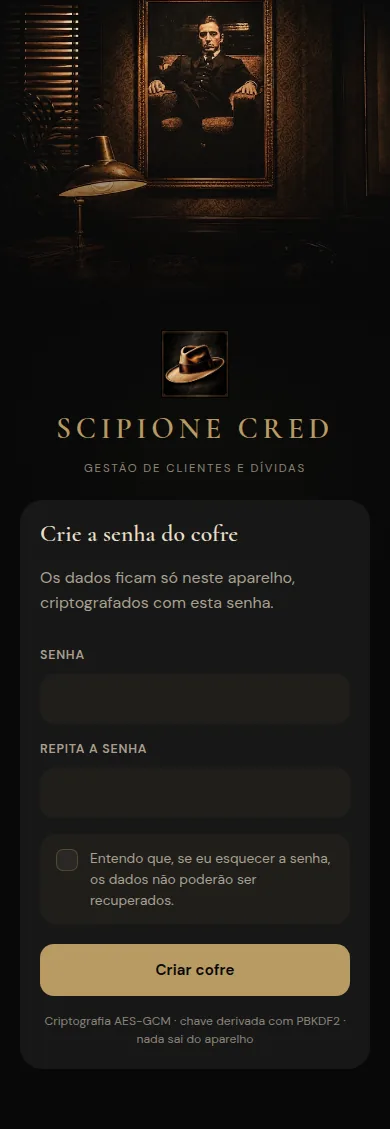 SCIPIONE CRED
GESTÃO DE CLIENTES E DÍVIDAS
Crie a senha do cofre
Os dados ficam só neste aparelho,
criptografados com esta senha.
SENHA
REPITA A SENHA
Entendo que, se eu esquecer a senha,
os dados não poderão ser
recuperados.
Criar cofre
Criptografia AES-GCM · chave derivada com PBKDF2 ·
nada sai do aparelho